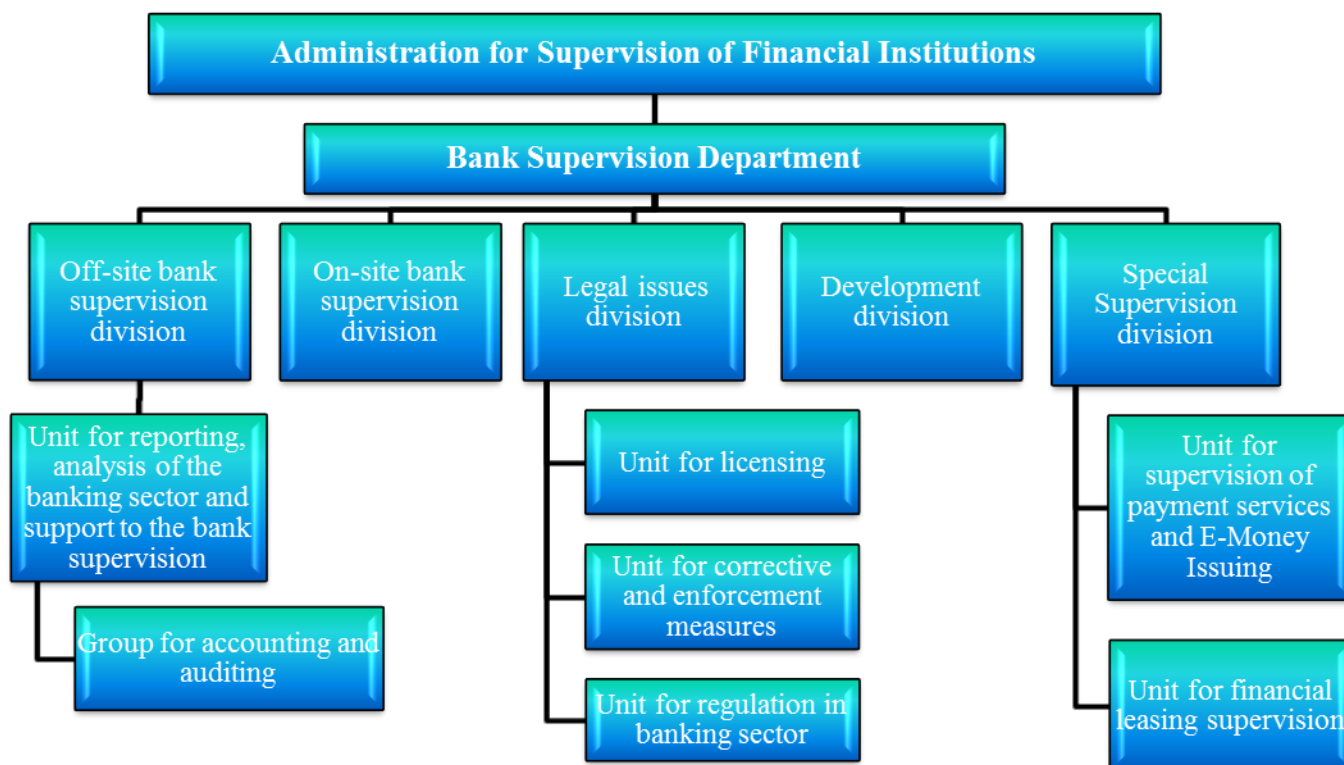 Administration for Supervision of Financial Institutions
Bank Supervision Department
Off-site bank
supervision
division
On-site bank
supervision
division
Legal issues
division
Development
division
Special
Supervision
division
Unit for reporting,
analysis of the
banking sector and
support to the bank
supervision
Group for accounting and
auditing
Unit for licensing
Unit for corrective
and enforcement
measures
Unit for regulation in
banking sector
Unit for
supervision of
payment services
and E-Money
Issuing
Unit for financial
leasing supervision